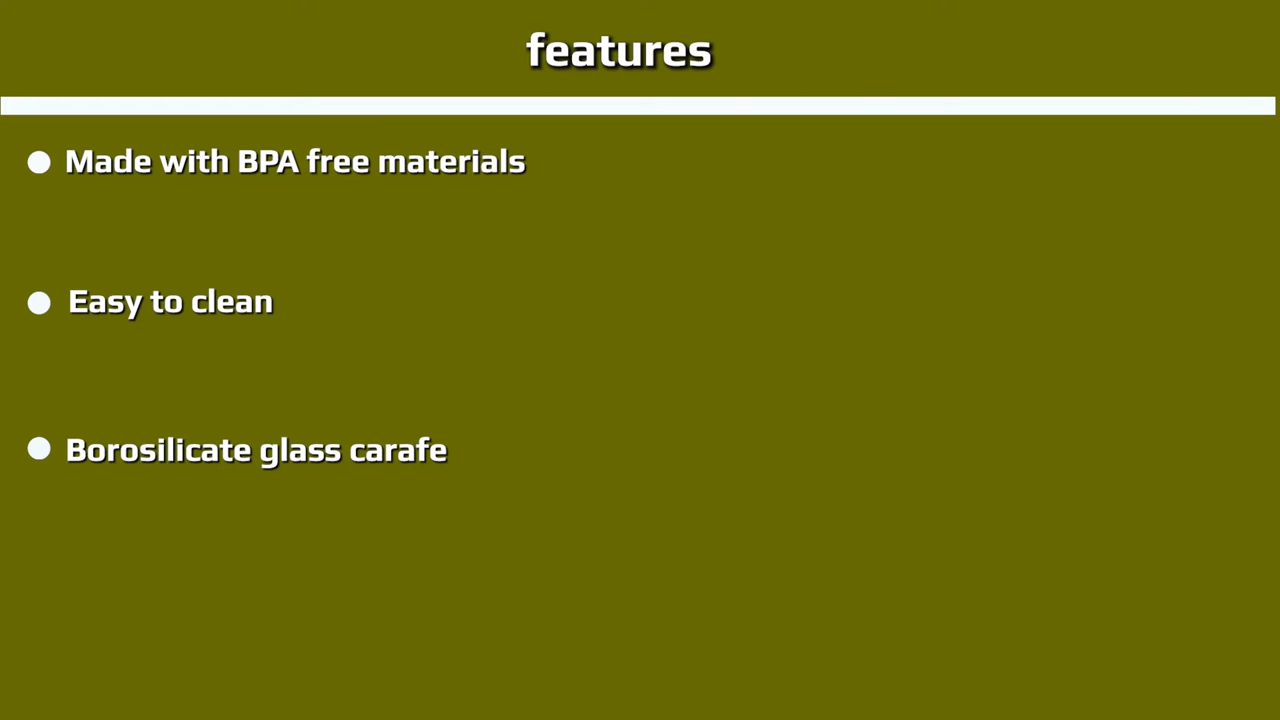 features
Made with BPA free materials
Easy to clean
Borosilicate glass carafe